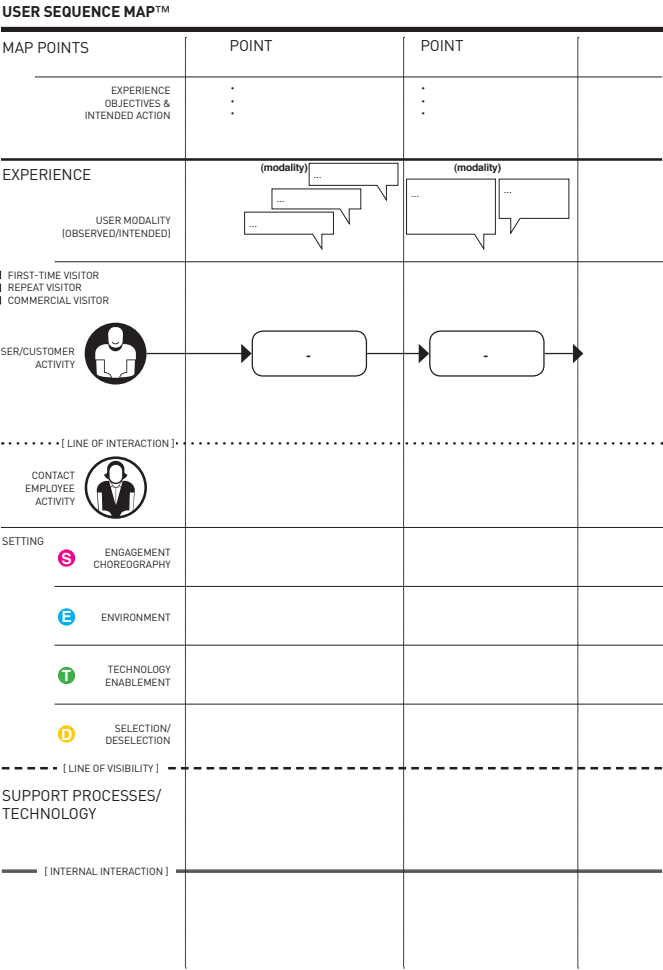 USER SEQUENCE MAP™
MAP POINTS
POINT
POINT
EXPERIENCE
OBJECTIVES &
INTENDED ACTION
•
•
•
•
•
•
EXPERIENCE
(modality)
...
...
...
(modality)
...
...
USER MODALITY
(OBSERVED/INTENDED)
FIRST-TIME VISITOR
REPEAT VISITOR
COMMERCIAL VISITOR
SER/CUSTOMER
ACTIVITY
-
-
[ LINE OF INTERACTION ]
CONTACT
EMPLOYEE
ACTIVITY
SETTING
S
ENGAGEMENT
CHOREOGRAPHY
E
ENVIRONMENT
T
TECHNOLOGY
ENABLEMENT
D
SELECTION/
DESELECTION
[ LINE OF VISIBILITY ]
SUPPORT PROCESSES/
TECHNOLOGY
[ INTERNAL INTERACTION ]